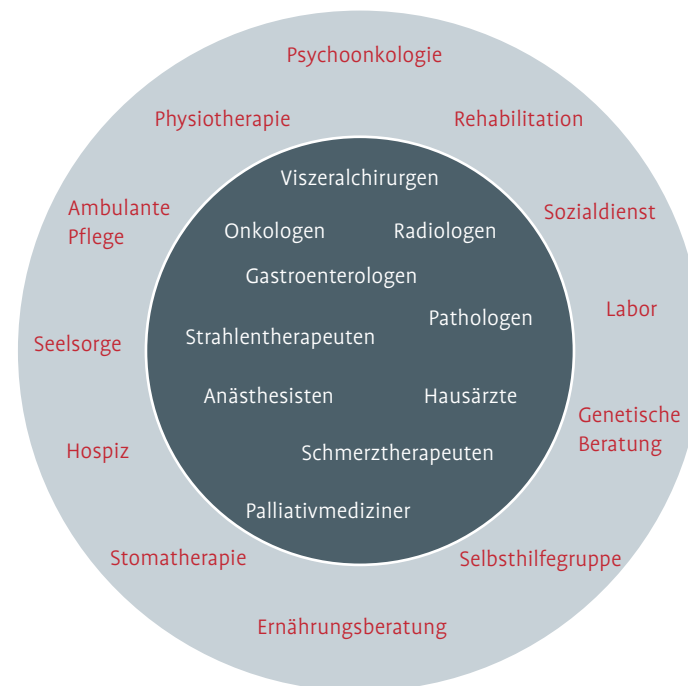 Psychoonkologie
Physiotherapie
Rehabilitation
Viszeralchirurgen
Ambulante
Pflege
Sozialdienst
Onkologen
Radiologen
Gastroenterologen
Labor
Pathologen
Strahlentherapeuten
Seelsorge
Anästhesisten
Hausärzte
Genetische
Beratung
Hospiz
Schmerztherapeuten
Palliativmediziner
Stomatherapie
Selbsthilfegruppe
Ernährungsberatung